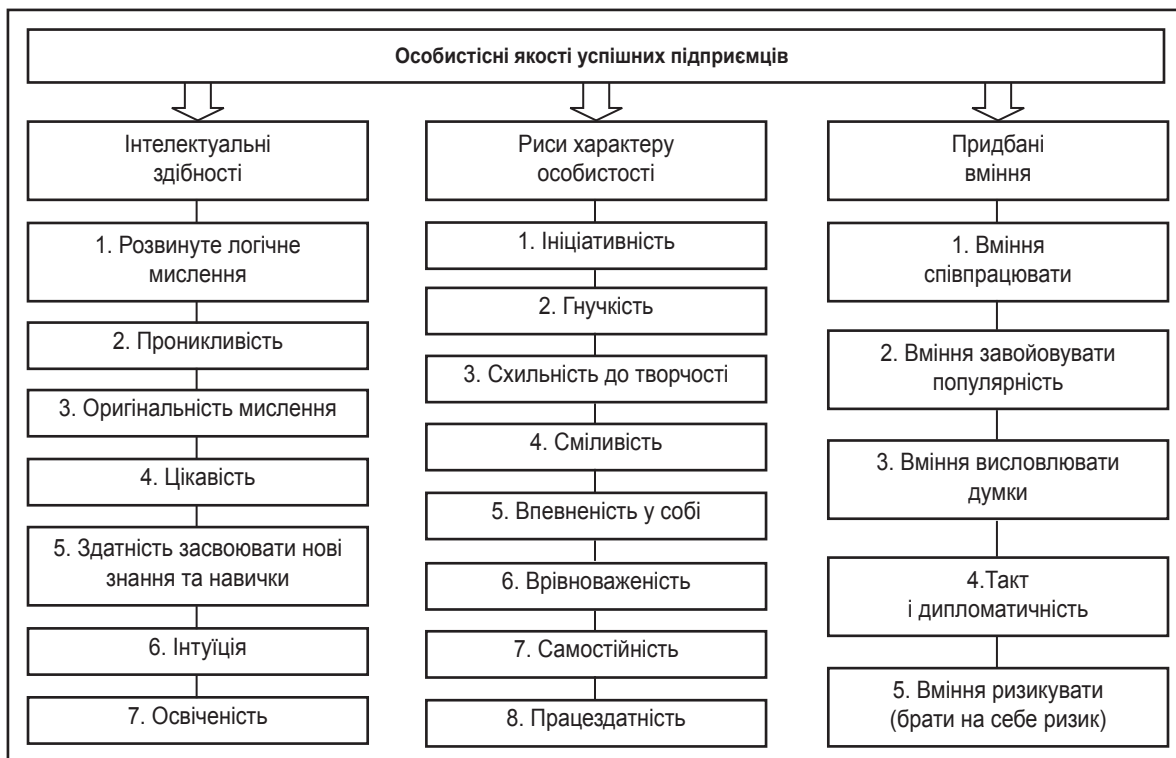 Особистісні якості успішних підприємців
Інтелектуальні
здібності
1. Розвинуте логічне
мислення
2. Проникливість
3. Оригінальність мислення
4. Цікавість
5. Здатність засвоювати нові
знання та навички
6. Інтуїція
7. Освіченість
Риси характеру
особистості
1. Ініціативність
2. Гнучкість
3. Схильність до творчості
4. Сміливість
5. Впевненість у собі
6. Врівноваженість
7. Самостійність
8. Працездатність
Придбані
вміння
1. Вміння
співпрацювати
2. Вміння завойовувати
популярність
3. Вміння висловлювати
думки
4.Такт
і дипломатичність
5. Вміння ризикувати
(брати на себе ризик)